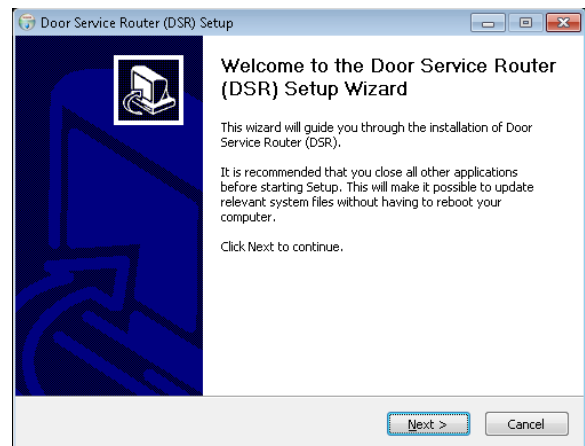 Door Service Router (DSR) Setup
Welcome to the Door Service Router
(DSR) Setup Wizard
This wizard will guide you through the installation of Door
Service Router (DSR).
It is recommended that you close all other applications
before starting Setup. This will make it possible to update
relevant system files without having to reboot your
computer.
Click Next to continue.
Next >
Cancel